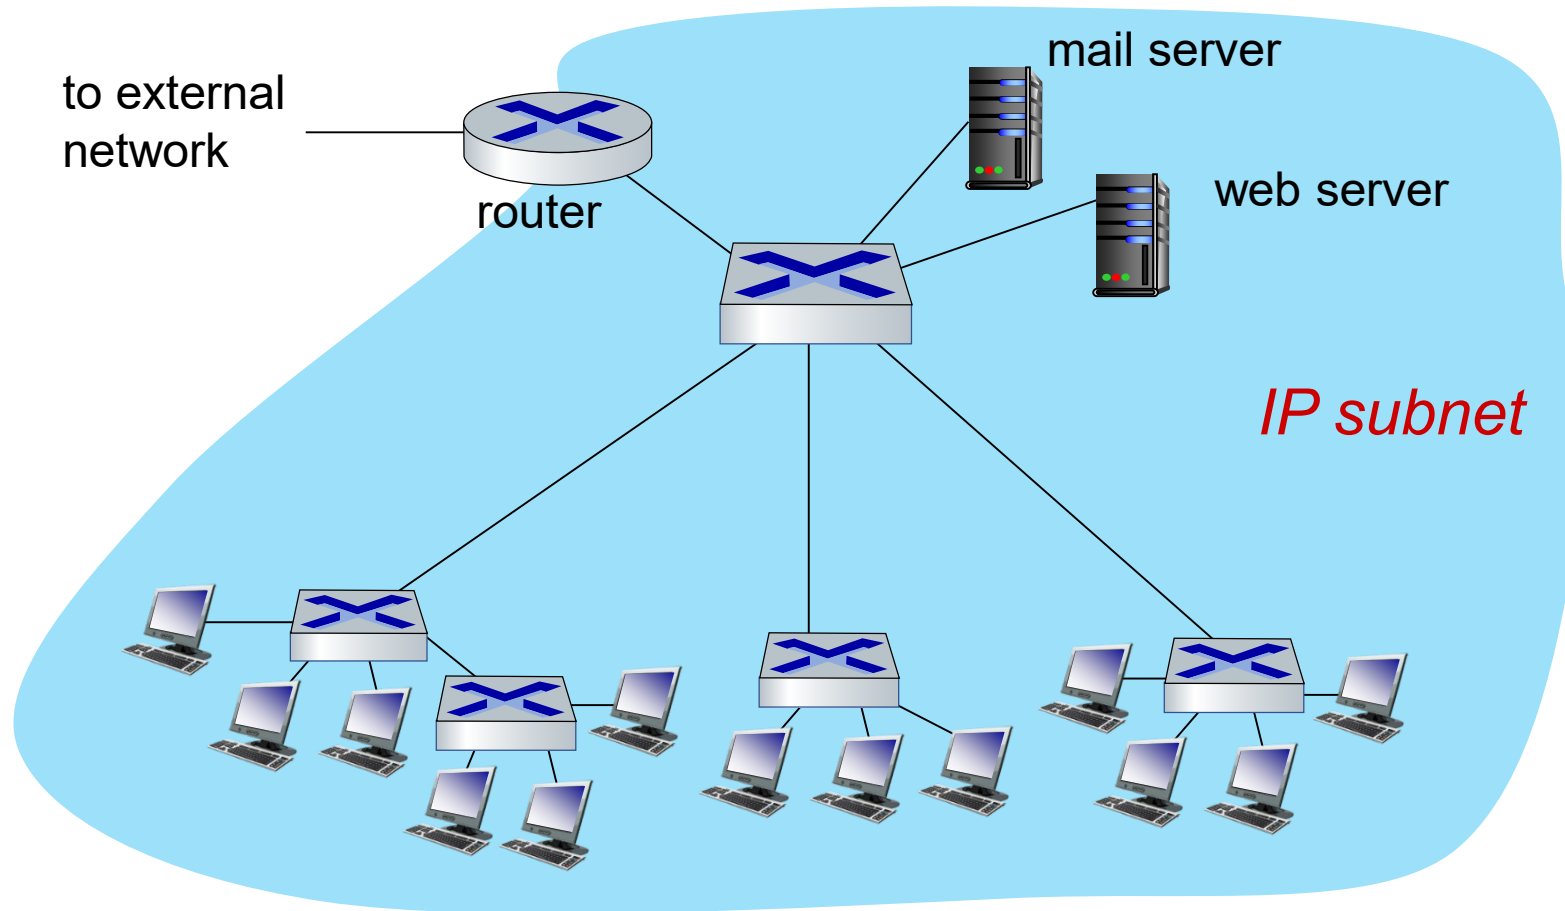 mail server
to external
network
web server
router
IP subnet